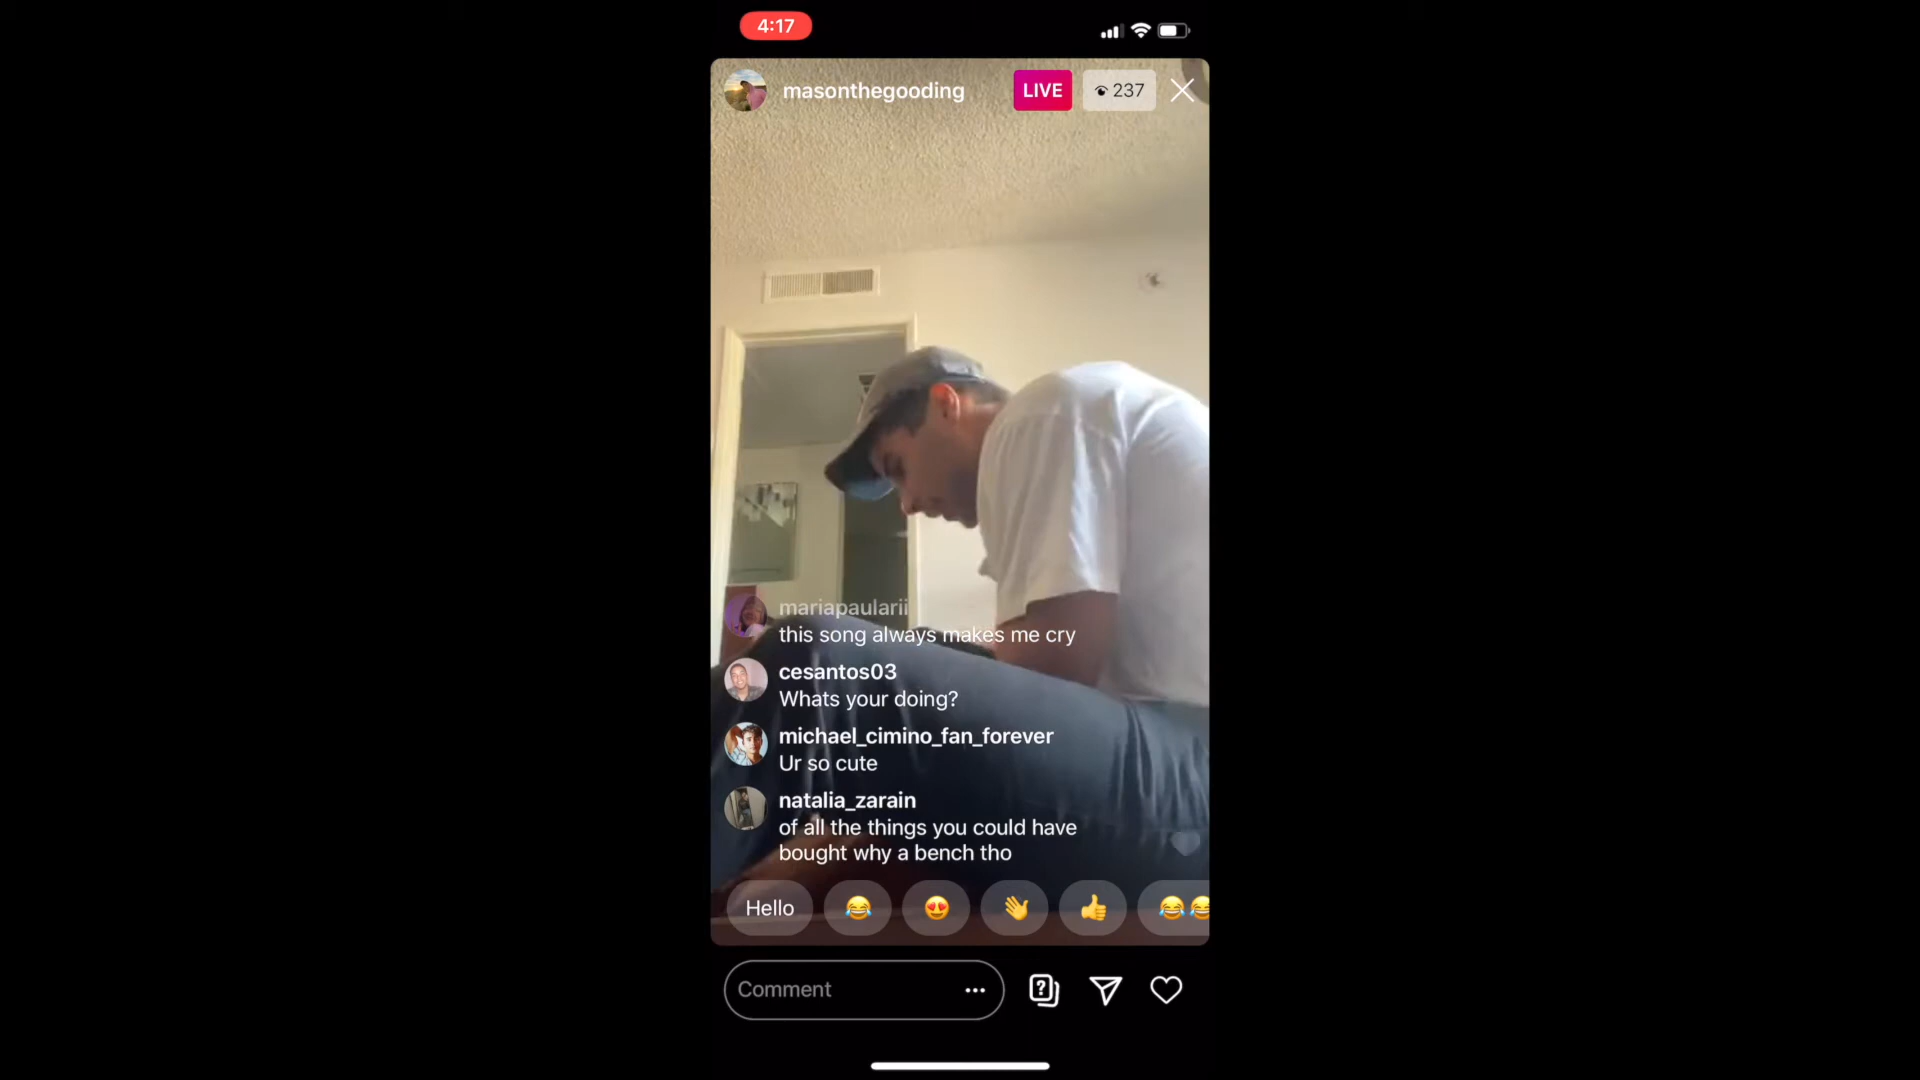 4:17
masonthegooding
LIVE
237
mariapaularii
this song always makes me cry
cesantos03
Whats your doing?
michael_cimino_fan_forever
Ur so cute
natalia_zarain
of all the things you could have
bought why a bench tho
Hello
Comment